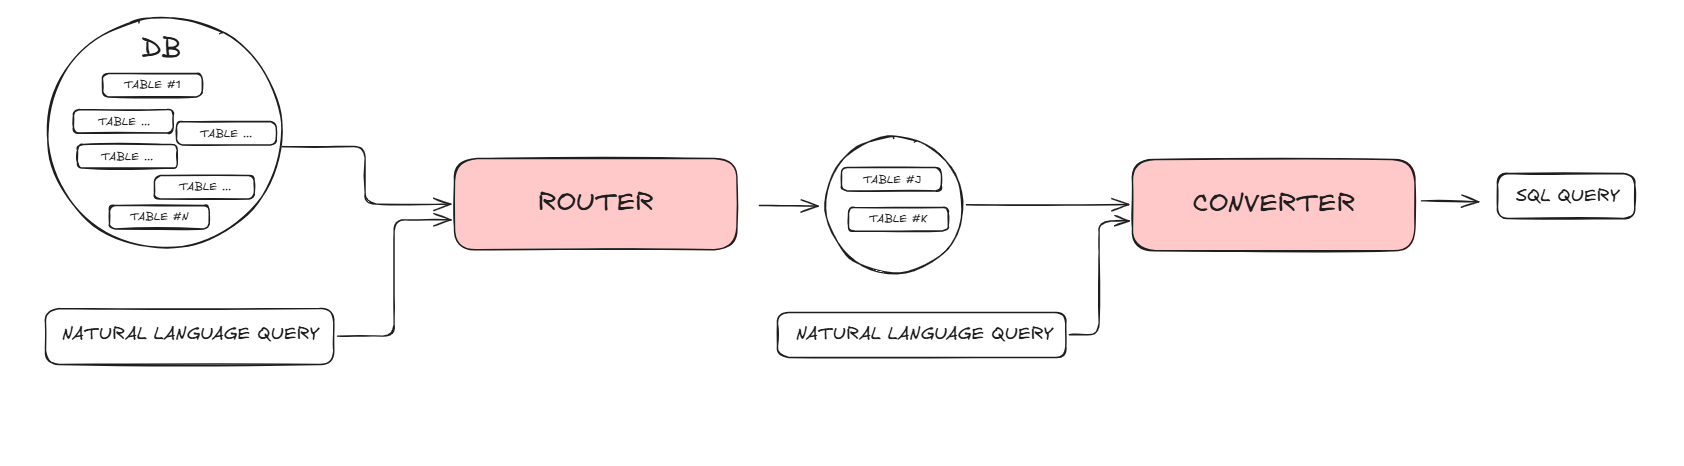 DB
TABLE #1
TABLE ...
TABLE ...
TABLE ...
TABLE ...
TABLE #N
NATURAL LANGUAGE QUERY
ROUTER
TABLE #J
TABLE #K
NATURAL LANGUAGE QUERY
CONVERTER
SQL QUERY